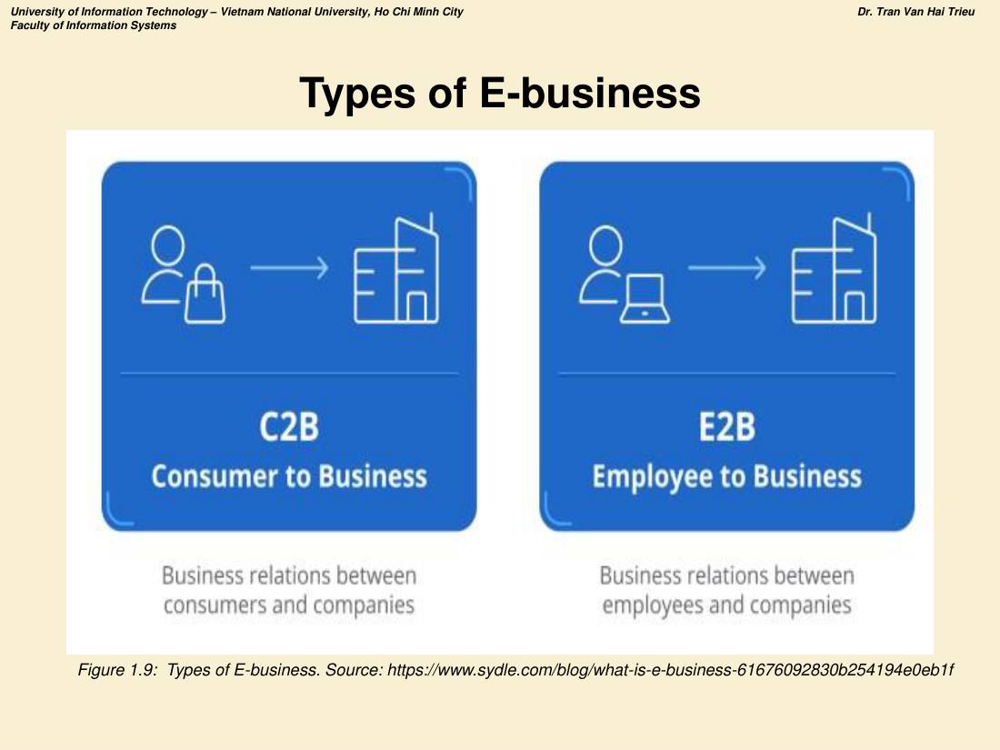 University of Information Technology – Vietnam National University, Ho Chi Minh City
Dr. Tran Van Hai Trieu
Faculty of Information Systems
Types of E-business
C2B
Consumer to Business
Business relations between
consumers and companies
E2B
Employee to Business
Business relations between
employees and companies
Figure 1.9: Types of E-business. Source: https://www.sydle.com/blog/what-is-e-business-61676092830b254194e0eb1f